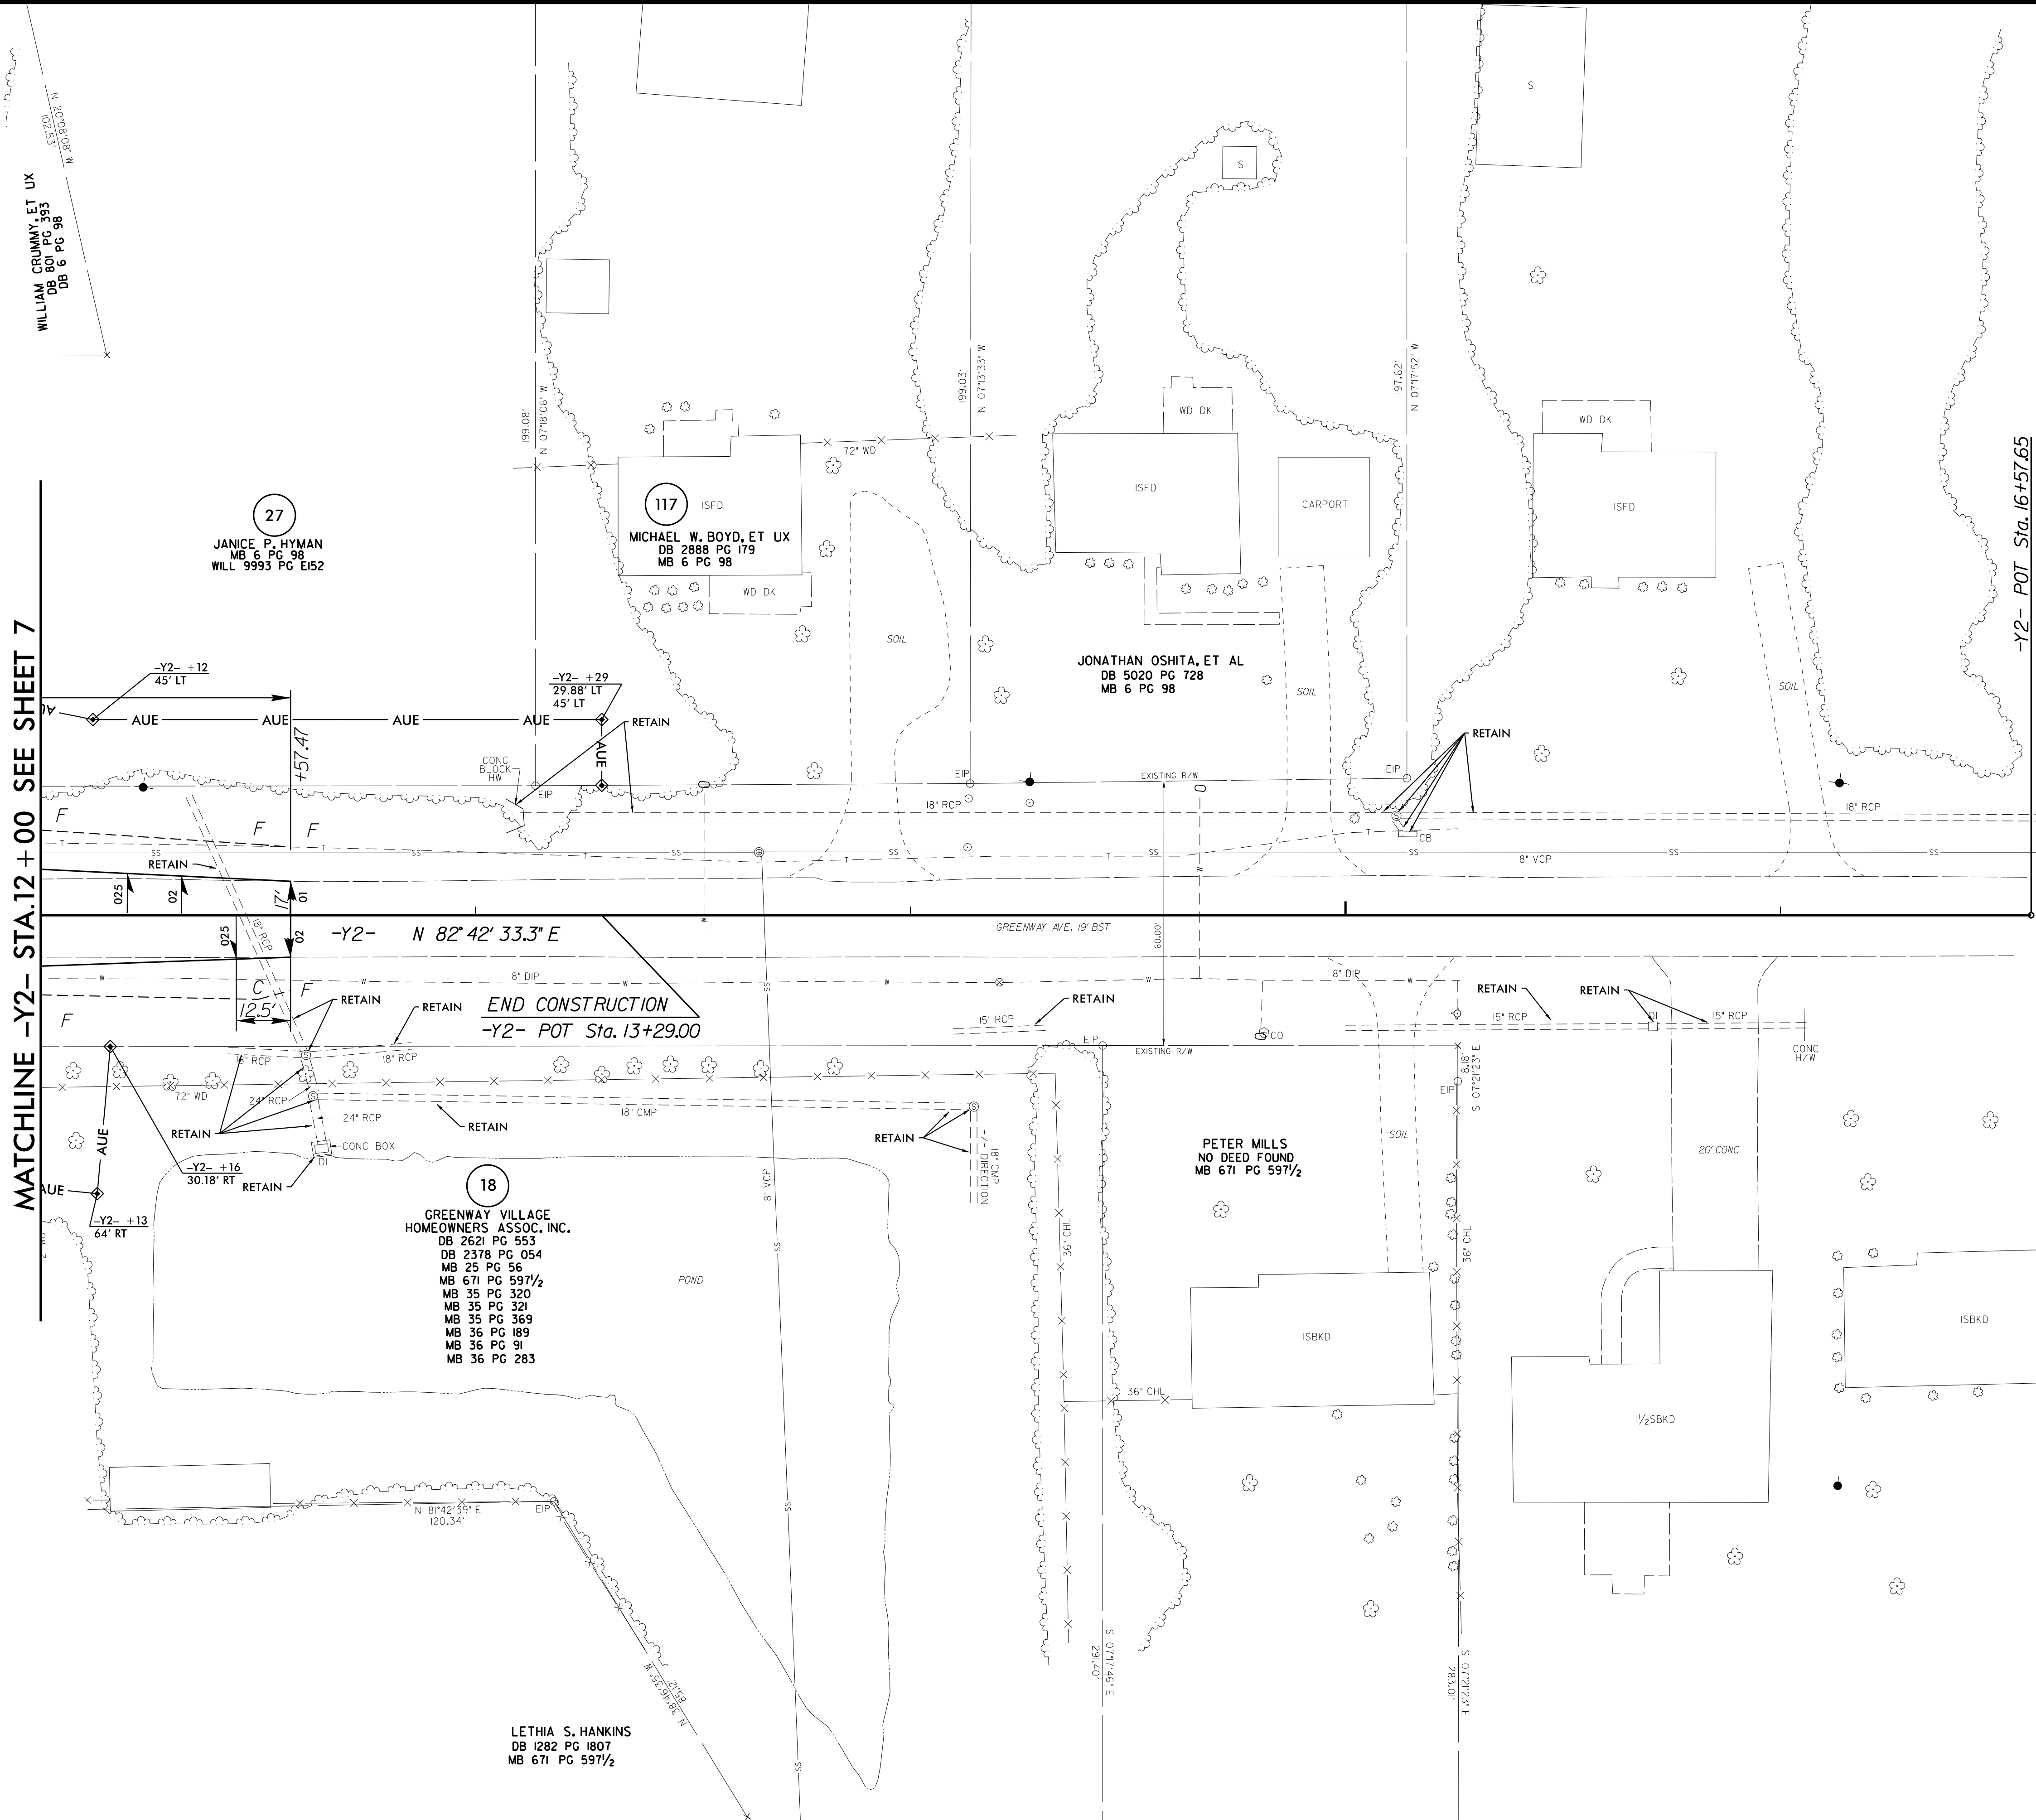 N 20°08'08" W
102.53'
WILLIAM CRUMMY, ET UX
DB 801 PG 393
DB 6 PG 98
S
S
199.08'
N 07°18'06" W
199.03'
N 07°13'33" W
197.62'
N 07°17'52" W
72" WD
WD DK
WD DK
27
JANICE P. HYMAN
MB 6 PG 98
WILL 9993 PG E152
117
1SFD
MICHAEL W. BOYD, ET UX
DB 2888 PG 179
MB 6 PG 98
WD DK
1SFD
CARPORT
1SFD
-Y2- POT Sta. 16+57.65
SOIL
JONATHAN OSHITA, ET AL
DB 5020 PG 728
MB 6 PG 98
SOIL
SOIL
MATCHLINE -Y2- STA.12+00 SEE SHEET 7
-Y2- +12
45' LT
-Y2- +29
29.88' LT
45' LT
AUE
AUE
AUE
AUE
AUE
RETAIN
RETAIN
+57.47
CONC
BLOCK
HW
EIP
EIP
EIP
EXISTING R/W
18" RCP
18" RCP
S
CB
F
F
F
T
T
T
T
T
T
SS
SS
SS
SS
SS
SS
SS
SS
8" VCP
RETAIN
025
02
17'
01
025
02
18" RCP
-Y2- N 82°42'33.3" E
GREENWAY AVE. 19' BST
60.00'
W
W
W
W
W
W
W
W
8" DIP
8" DIP
C
F
F
12.5'
RETAIN
RETAIN
END CONSTRUCTION
-Y2- POT Sta. 13+29.00
RETAIN
15" RCP
RETAIN
RETAIN
15" RCP
DI
15" RCP
CONC
H/W
CO
EIP
EXISTING R/W
8.18'
S 07°21'23" E
EIP
18" RCP
S
18" RCP
72" WD
24" RCP
S
24" RCP
18" CMP
S
RETAIN
RETAIN
RETAIN
CONC BOX
DI
18" CMP
+/- DIRECTION
AUE
AUE
-Y2- +16
30.18' RT
RETAIN
-Y2- +13
64' RT
18
GREENWAY VILLAGE
HOMEOWNERS ASSOC. INC.
DB 2621 PG 553
DB 2378 PG 054
MB 25 PG 56
MB 671 PG 597½
MB 35 PG 320
MB 35 PG 321
MB 35 PG 369
MB 36 PG 189
MB 36 PG 91
MB 36 PG 283
POND
8" VCP
SS
SS
SS
SS
36" CHL
PETER MILLS
NO DEED FOUND
MB 671 PG 597½
SOIL
20' CONC
36" CHL
1SBKD
1SBKD
36" CHL
1½SBKD
N 81°42'39" E
120.34'
EIP
N 38°46'35" W
85.12'
S 07°17'46" E
291.40'
S 07°21'23" E
283.01'
LETHIA S. HANKINS
DB 1282 PG 1807
MB 671 PG 597½